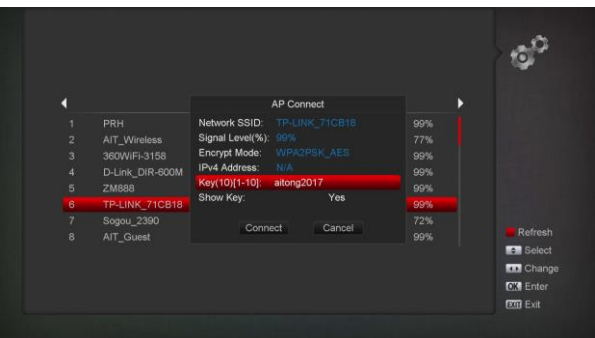 AP Connect
1 PRH 99%
2 AIT_Wireless 77%
3 360WiFi-3158 99%
4 D-Link_DIR-600M 99%
5 ZM888 99%
6 TP-LINK_71CB18 99%
7 Sogou_2390 72%
8 AIT_Guest 99%
Network SSID: TP-LINK_71CB18
Signal Level(%): 99%
Encrypt Mode: WPA2PSK_AES
IPv4 Address: N/A
Key(10)[1-10]: aitong2017
Show Key: Yes
Connect Cancel
Refresh
Select
Change
OK Enter
EXIT Exit